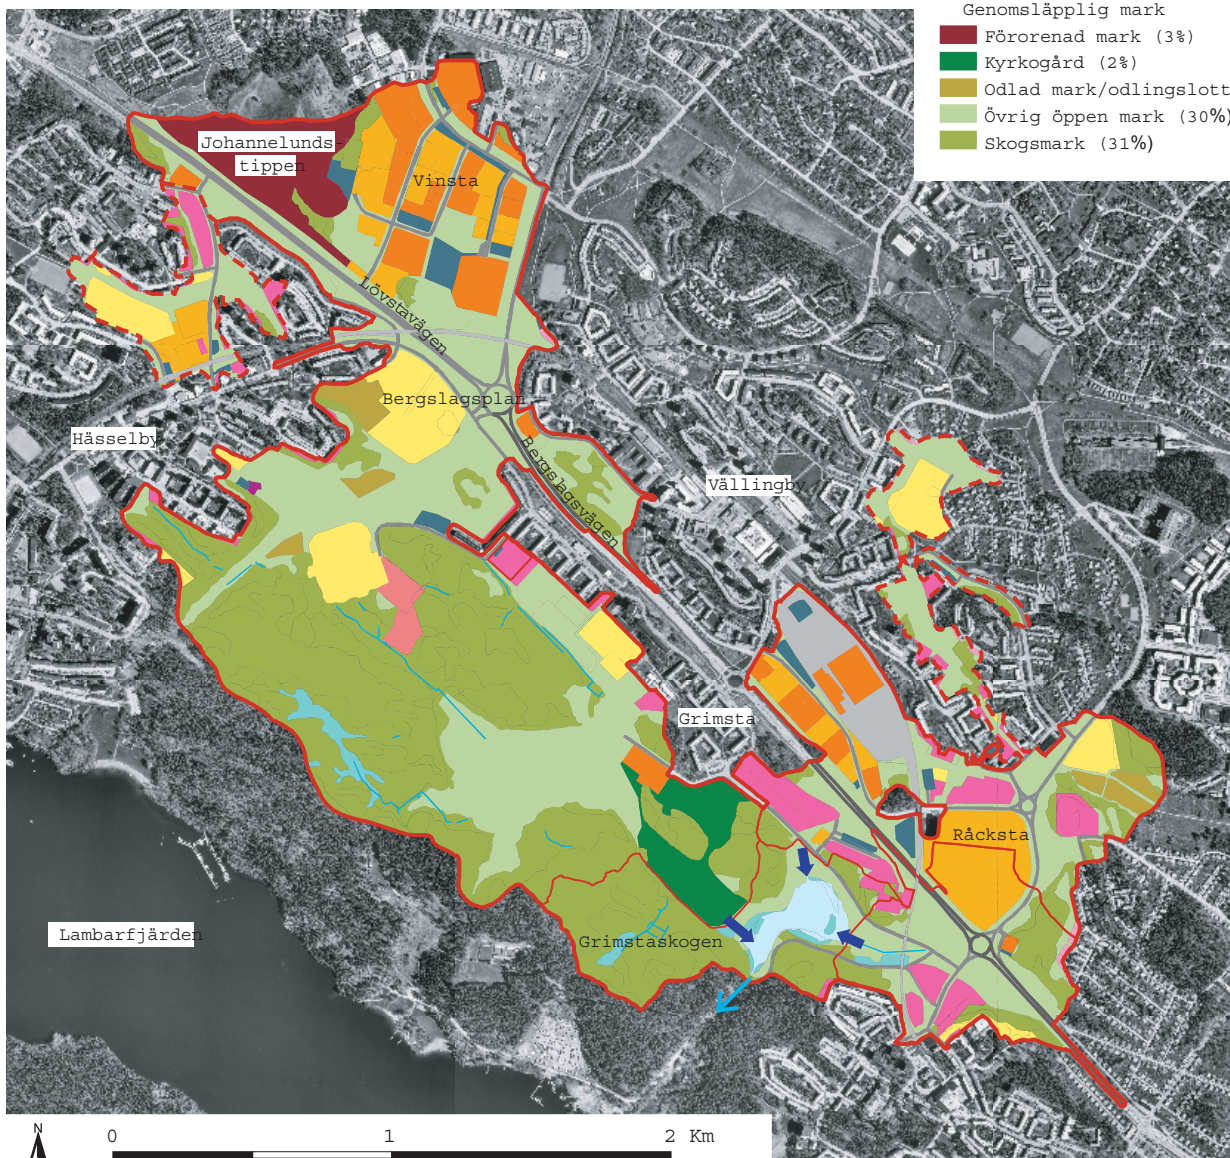 Genomsläpplig mark
Förorenad mark (3%)
Kyrkogård (2%)
Odlad mark/odlingslott
Övrig öppen mark (30%)
Skogsmark (31%)
Johannelunds-
tippen
Vinsta
Lövstavägen
Bergslagsplan
Hässelby
Bergslagsvägen
Vällingby
Grimsta
Råcksta
Grimstaskogen
Lambarfjärden
N
0 1 2 Km